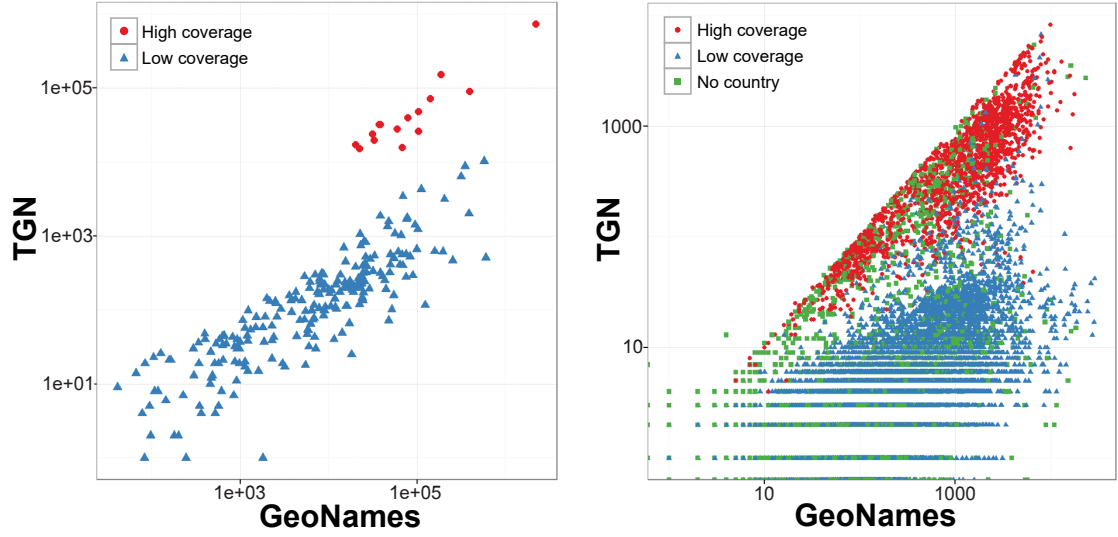 High coverage
Low coverage
1e+05
1e+03
1e+01
TGN
1e+03
1e+05
GeoNames
High coverage
Low coverage
No country
1000
10
TGN
10
1000
GeoNames